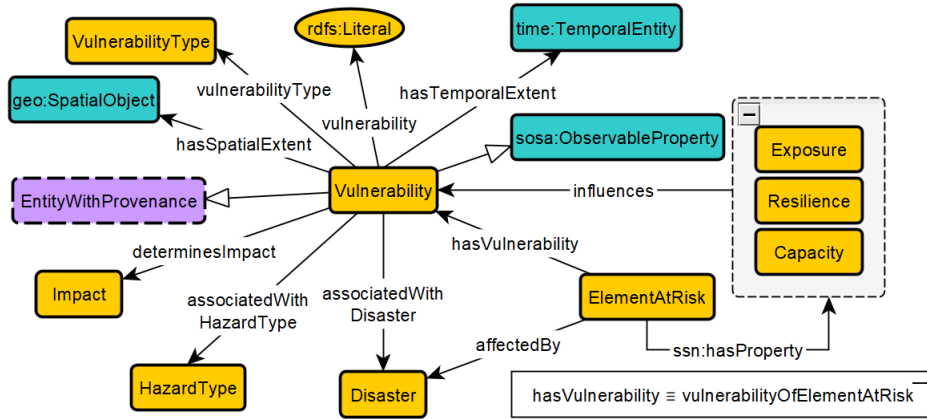 rdfs:Literal
time:TemporalEntity
VulnerabilityType
vulnerabilityType
hasTemporalExtent
geo:SpatialObject
vulnerability
hasSpatialExtent
sosa:ObservableProperty
Exposure
Vulnerability
influences
Resilience
EntityWithProvenance
hasVulnerability
Capacity
determinesImpact
Impact
associatedWith
HazardType
associatedWith
Disaster
ElementAtRisk
affectedBy
ssn:hasProperty
HazardType
Disaster
hasVulnerability ≡ vulnerabilityOfElementAtRisk⁻